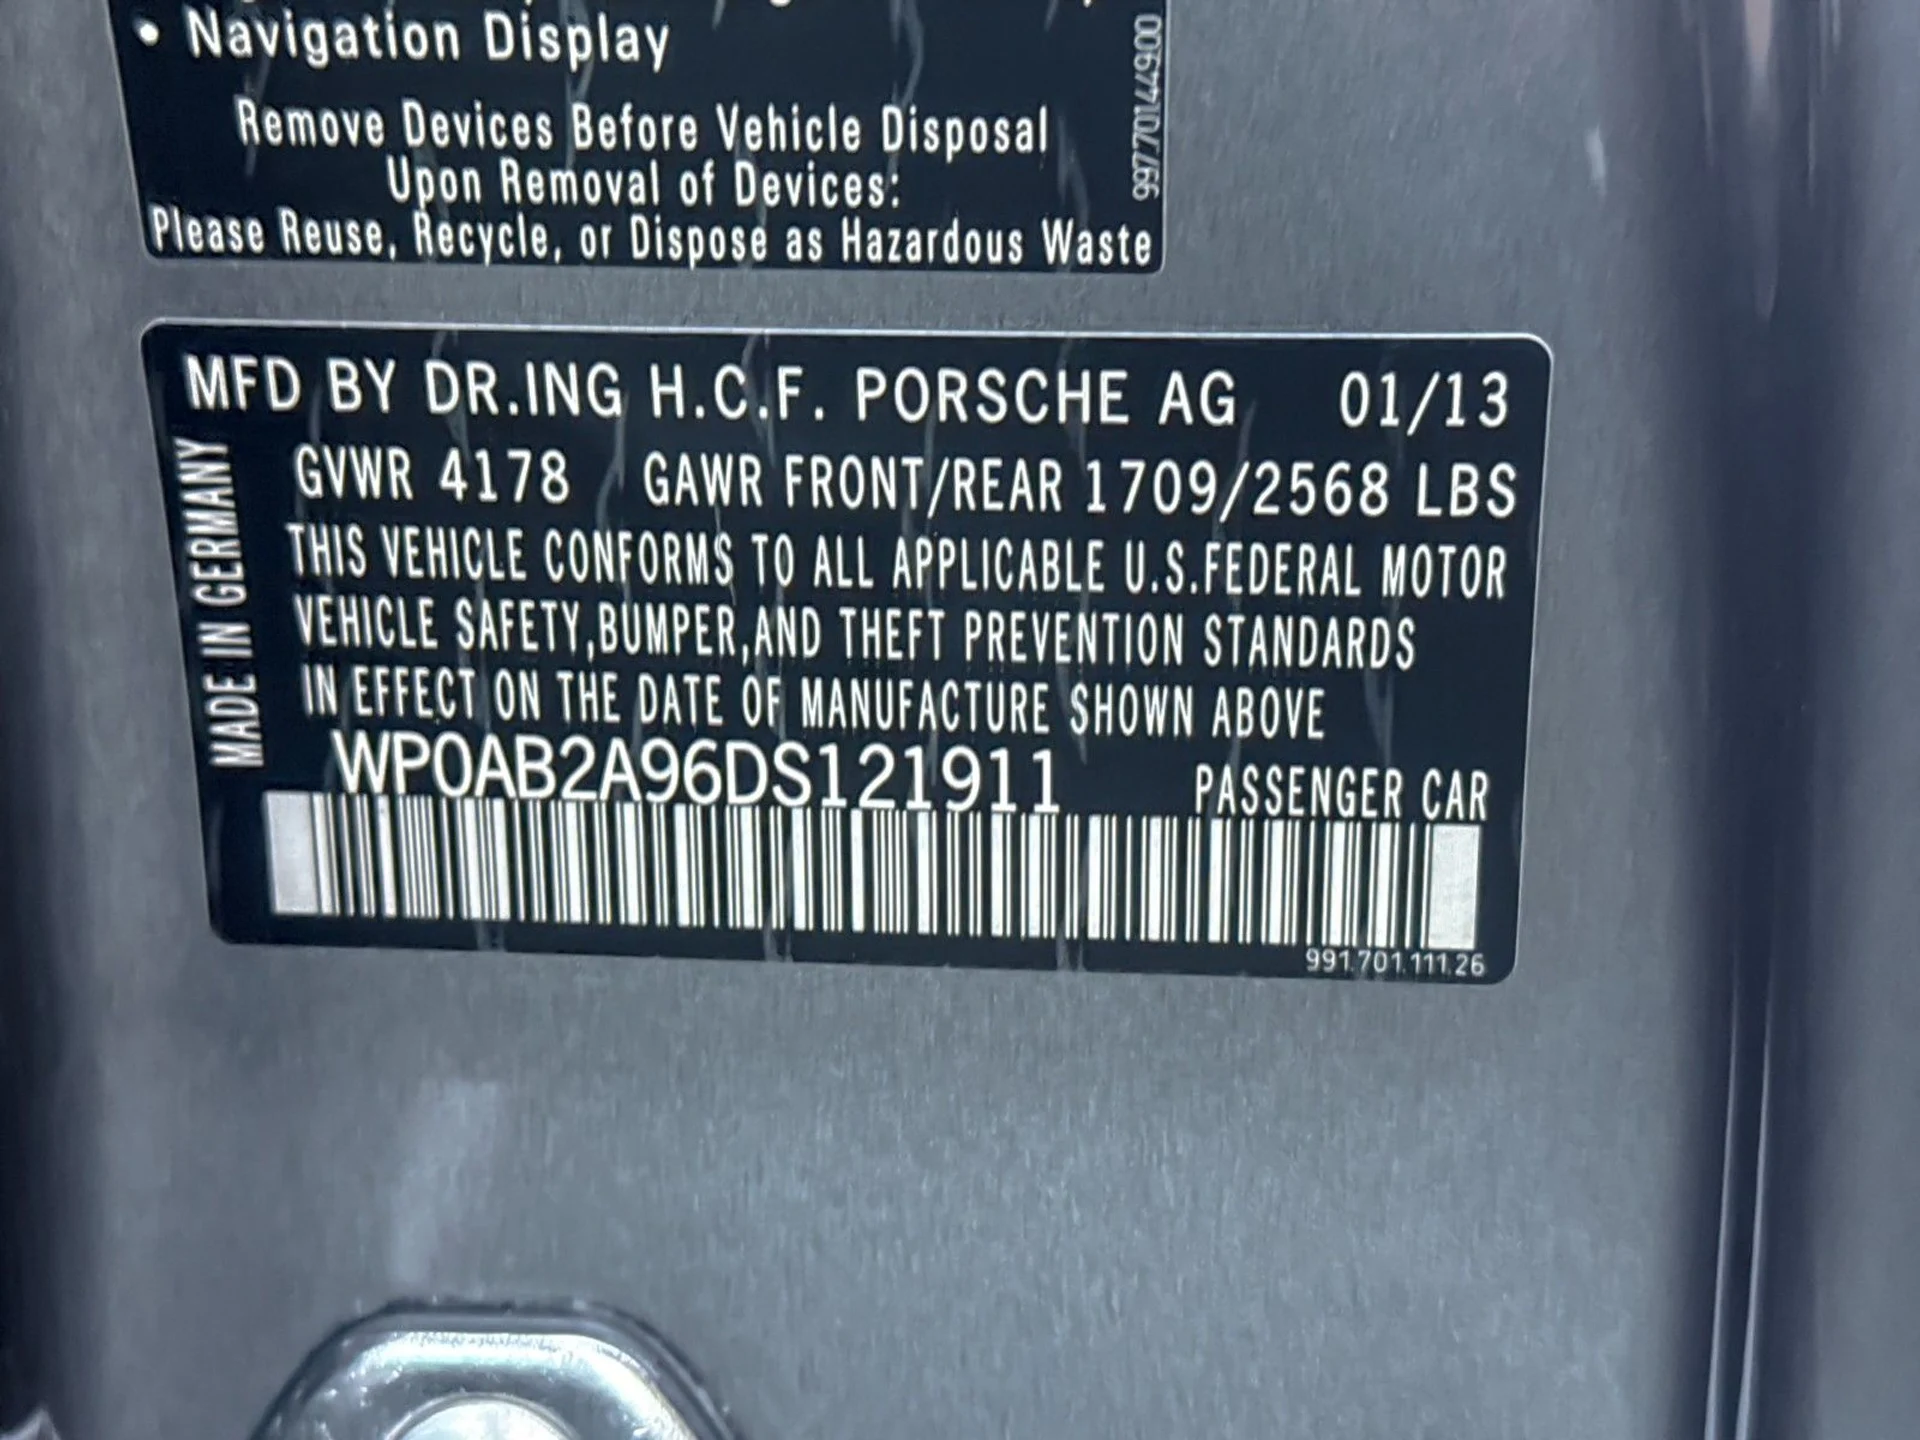 • Navigation Display
Remove Devices Before Vehicle Disposal
Upon Removal of Devices:
Please Reuse, Recycle, or Dispose as Hazardous Waste
99770144900
MFD BY DR.ING H.C.F. PORSCHE AG 01/13
GVWR 4178 GAWR FRONT/REAR 1709/2568 LBS
THIS VEHICLE CONFORMS TO ALL APPLICABLE U.S.FEDERAL MOTOR
VEHICLE SAFETY,BUMPER,AND THEFT PREVENTION STANDARDS
IN EFFECT ON THE DATE OF MANUFACTURE SHOWN ABOVE
WP0AB2A96DS121911 PASSENGER CAR
MADE IN GERMANY
991.701.111.26